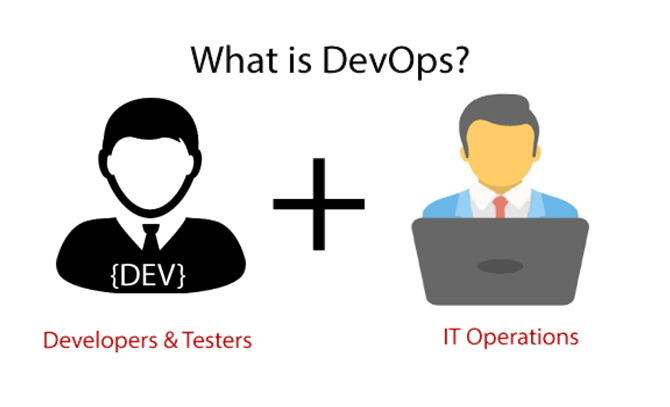 What is DevOps?
{DEV}
Developers & Testers
IT Operations